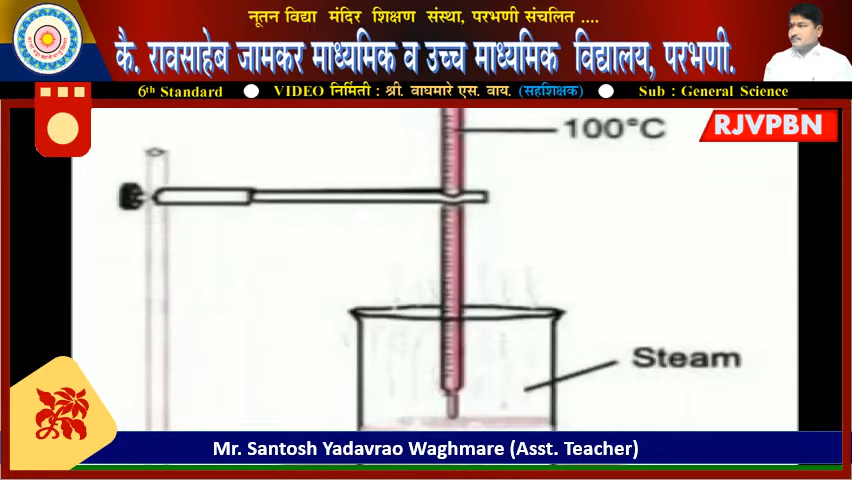 नूतन विद्या मंदिर शिक्षण संस्था, परभणी संचलित ....
कै. रावसाहेब जामकर माध्यमिक व उच्च माध्यमिक विद्यालय, परभणी.
6th Standard VIDEO निर्मिती : श्री. वाघमारे एस. वाय. (सहशिक्षक) Sub : General Science
RJVPBN
100°C
Steam
Mr. Santosh Yadavrao Waghmare (Asst. Teacher)